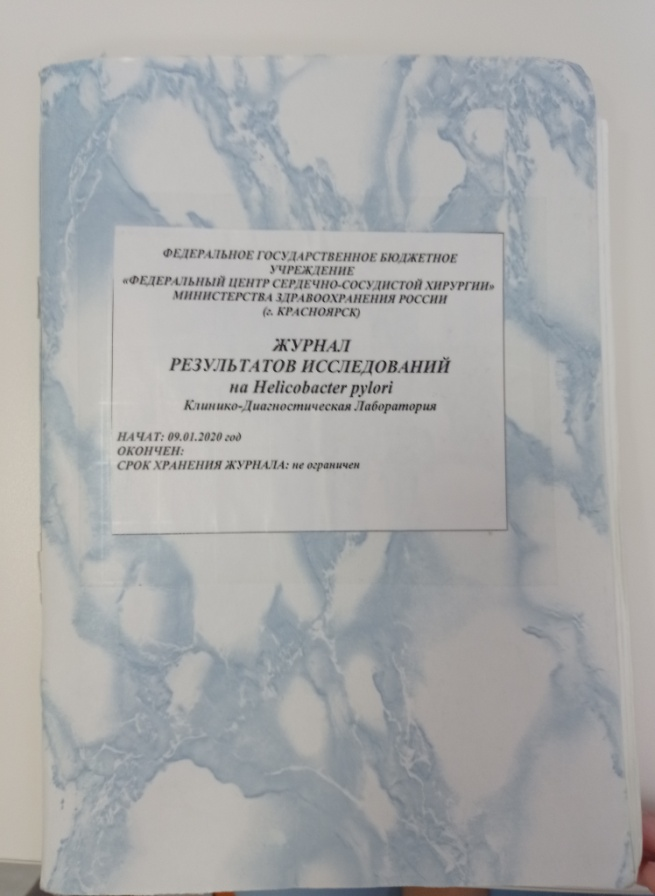 ФЕДЕРАЛЬНОЕ ГОСУДАРСТВЕННОЕ БЮДЖЕТНОЕ
УЧРЕЖДЕНИЕ
«ФЕДЕРАЛЬНЫЙ ЦЕНТР СЕРДЕЧНО-СОСУДИСТОЙ ХИРУРГИИ»
МИНИСТЕРСТВА ЗДРАВООХРАНЕНИЯ РОССИИ
(г. КРАСНОЯРСК)
ЖУРНАЛ
РЕЗУЛЬТАТОВ ИССЛЕДОВАНИЙ
на Helicobacter pylori
Клинико-Диагностическая Лаборатория
НАЧАТ: 09.01.2020 год
ОКОНЧЕН:
СРОК ХРАНЕНИЯ ЖУРНАЛА: не ограничен